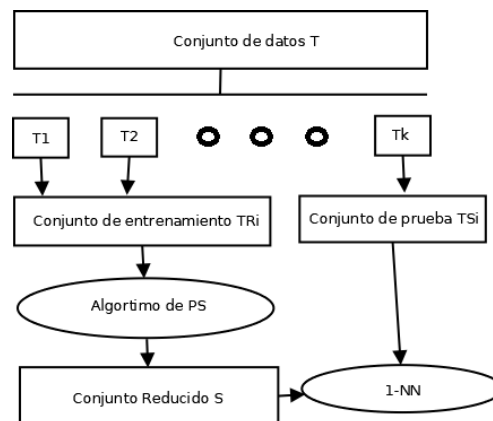 Conjunto de datos T
T1
T2
Tk
Conjunto de entrenamiento TRi
Conjunto de prueba TSi
Algortimo de PS
Conjunto Reducido S
1-NN